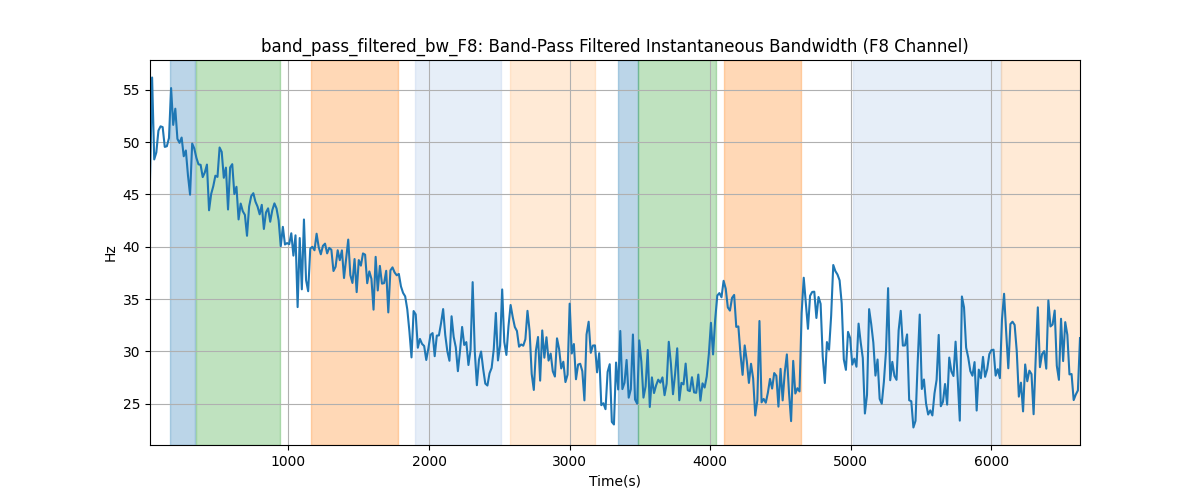 band_pass_filtered_bw_F8: Band-Pass Filtered Instantaneous Bandwidth (F8 Channel)
55
50
45
40
35
30
25
Hz
1000 2000 3000 4000 5000 6000
Time(s)